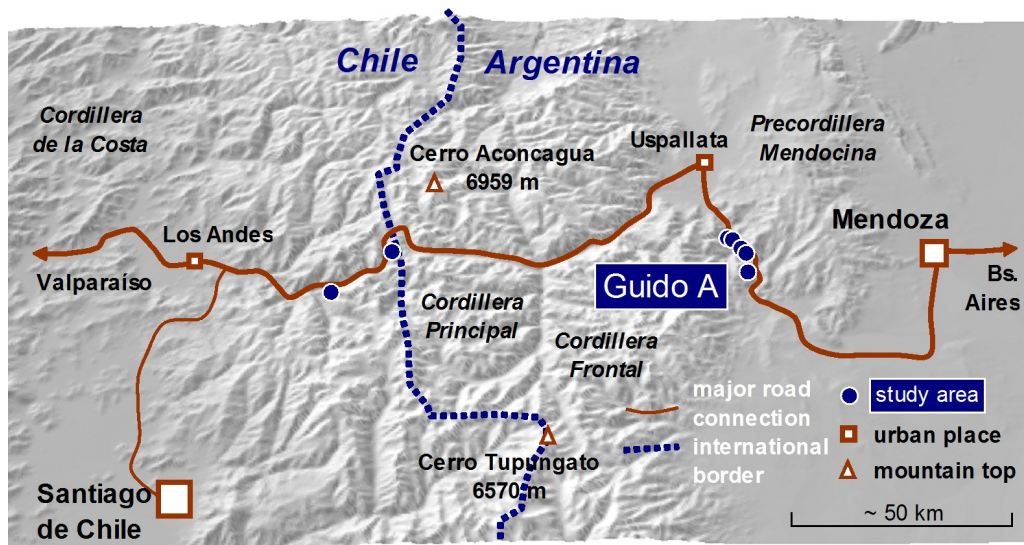 Chile Argentina
Cordillera
de la Costa
Precordillera
Mendocina
Uspallata
Cerro Aconcagua
6959 m
Los Andes
Mendoza
Valparaíso
Guido A
Bs.
Aires
Cordillera
Principal
Cordillera
Frontal
major road
connection
international
border
study area
urban place
mountain top
Cerro Tupungato
6570 m
Santiago
de Chile
~ 50 km